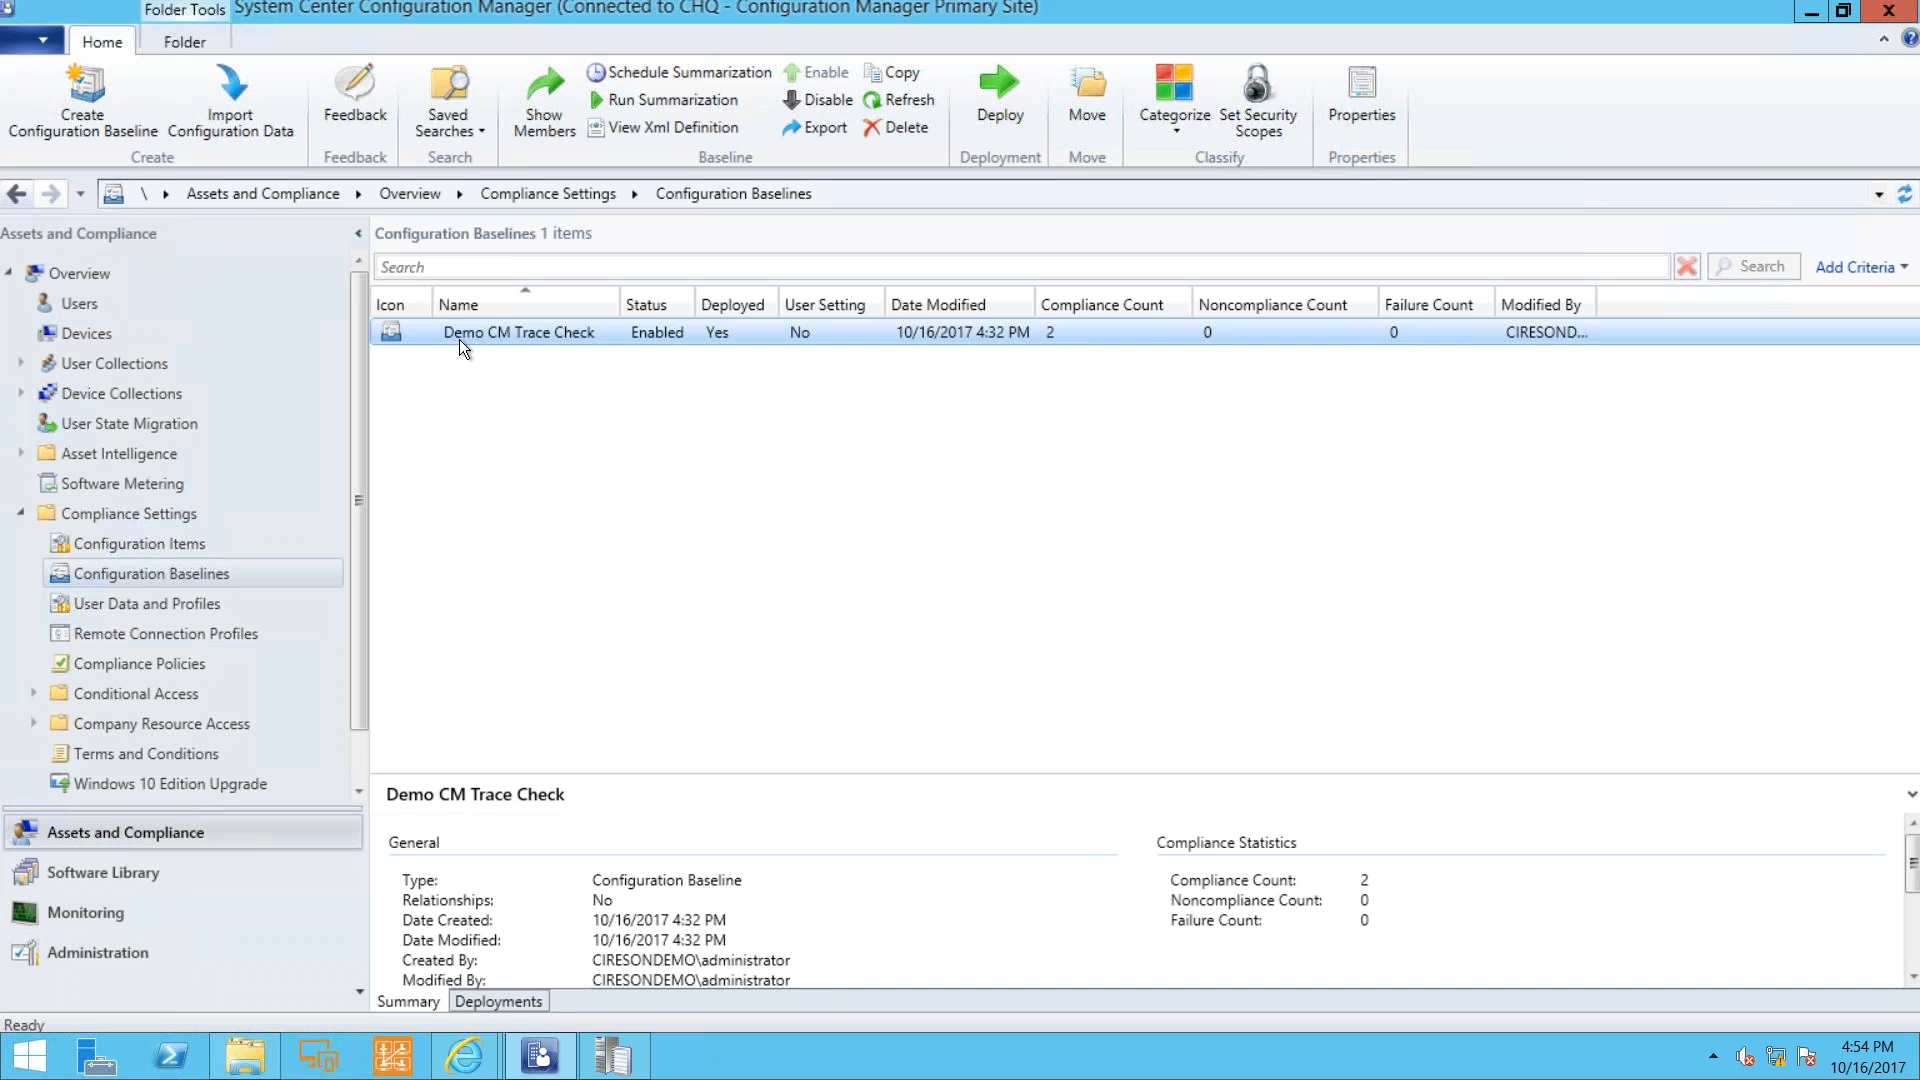 Folder Tools
System Center Configuration Manager (Connected to CHQ - Configuration Manager Primary Site)
Home
Folder
Create
Configuration Baseline
Import
Configuration Data
Create
Feedback
Feedback
Saved
Searches
Search
Show
Members
Schedule Summarization
Run Summarization
View Xml Definition
Enable
Disable
Export
Copy
Refresh
Delete
Baseline
Deploy
Deployment
Move
Move
Categorize
Set Security
Scopes
Classify
Properties
Properties
\ Assets and Compliance Overview Compliance Settings Configuration Baselines
Assets and Compliance
Overview
Users
Devices
User Collections
Device Collections
User State Migration
Asset Intelligence
Software Metering
Compliance Settings
Configuration Items
Configuration Baselines
User Data and Profiles
Remote Connection Profiles
Compliance Policies
Conditional Access
Company Resource Access
Terms and Conditions
Windows 10 Edition Upgrade
Assets and Compliance
Software Library
Monitoring
Administration
Configuration Baselines 1 items
Search
Search
Add Criteria
Icon Name Status Deployed User Setting Date Modified Compliance Count Noncompliance Count Failure Count Modified By
Demo CM Trace Check Enabled Yes No 10/16/2017 4:32 PM 2 0 0 CIRESOND...
Demo CM Trace Check
General
Type: Configuration Baseline
Relationships: No
Date Created: 10/16/2017 4:32 PM
Date Modified: 10/16/2017 4:32 PM
Created By: CIRESONDEMO\administrator
Modified By: CIRESONDEMO\administrator
Compliance Statistics
Compliance Count: 2
Noncompliance Count: 0
Failure Count: 0
Summary
Deployments
Ready
4:54 PM
10/16/2017